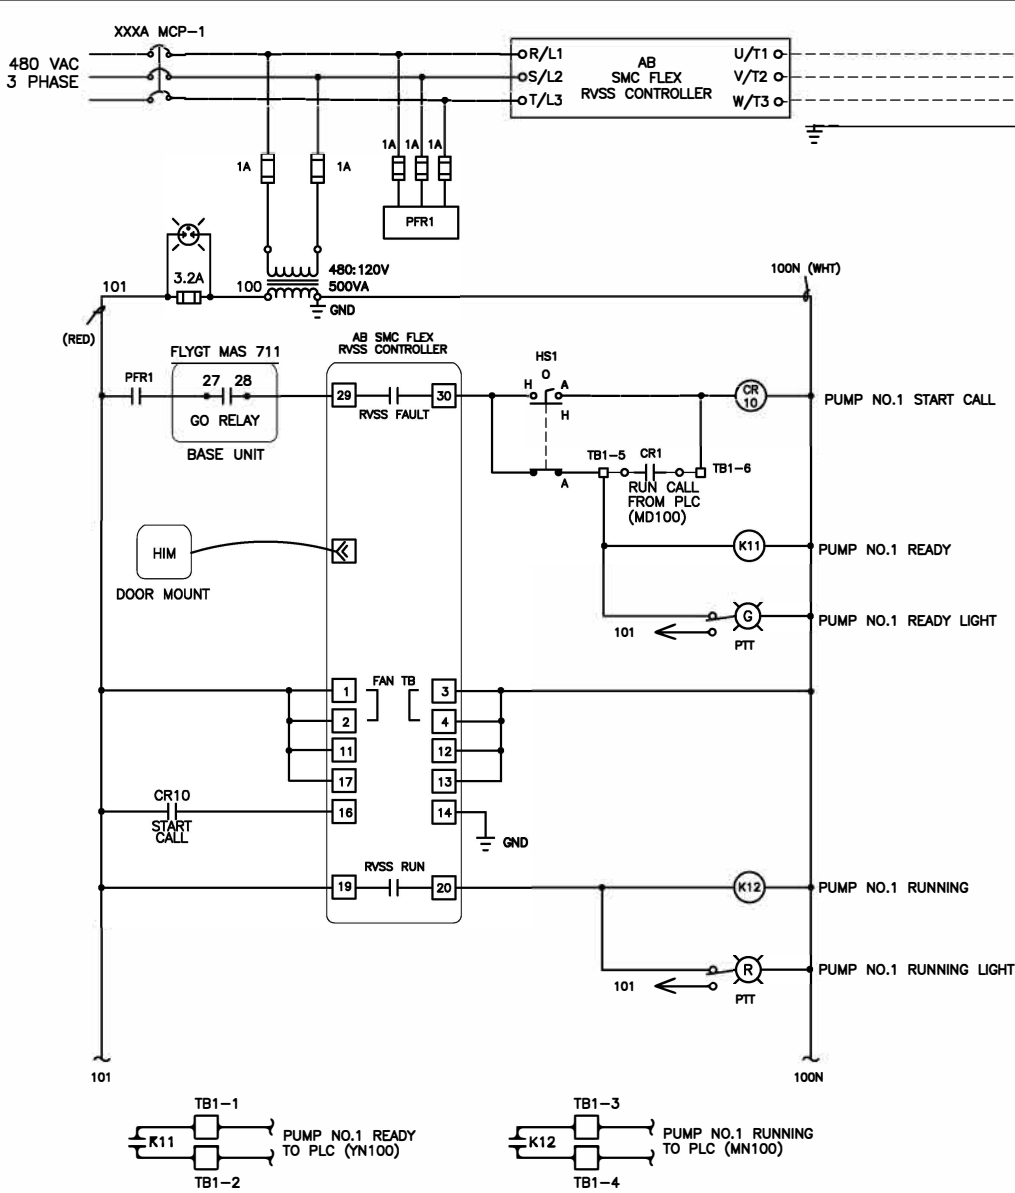 XXXA MCP-1
480 VAC
3 PHASE
R/L1
S/L2
T/L3
AB
SMC FLEX
RVSS CONTROLLER
U/T1
V/T2
W/T3
1A
1A
1A
1A
1A
PFR1
3.2A
101
100
480:120V
500VA
GND
100N (WHT)
(RED)
FLYGT MAS 711
AB SMC FLEX
RVSS CONTROLLER
PFR1
27
28
GO RELAY
BASE UNIT
29
30
RVSS FAULT
HS1
H
O
A
H
A
CR
10
PUMP NO.1 START CALL
TB1-5
CR1
TB1-6
RUN CALL
FROM PLC
(MD100)
HIM
DOOR MOUNT
K11
PUMP NO.1 READY
101
G
PTT
PUMP NO.1 READY LIGHT
FAN TB
1
3
2
4
11
12
17
13
16
14
CR10
START
CALL
GND
RVSS RUN
19
20
K12
PUMP NO.1 RUNNING
101
R
PTT
PUMP NO.1 RUNNING LIGHT
101
100N
TB1-1
K11
PUMP NO.1 READY
TO PLC (YN100)
TB1-2
TB1-3
K12
PUMP NO.1 RUNNING
TO PLC (MN100)
TB1-4